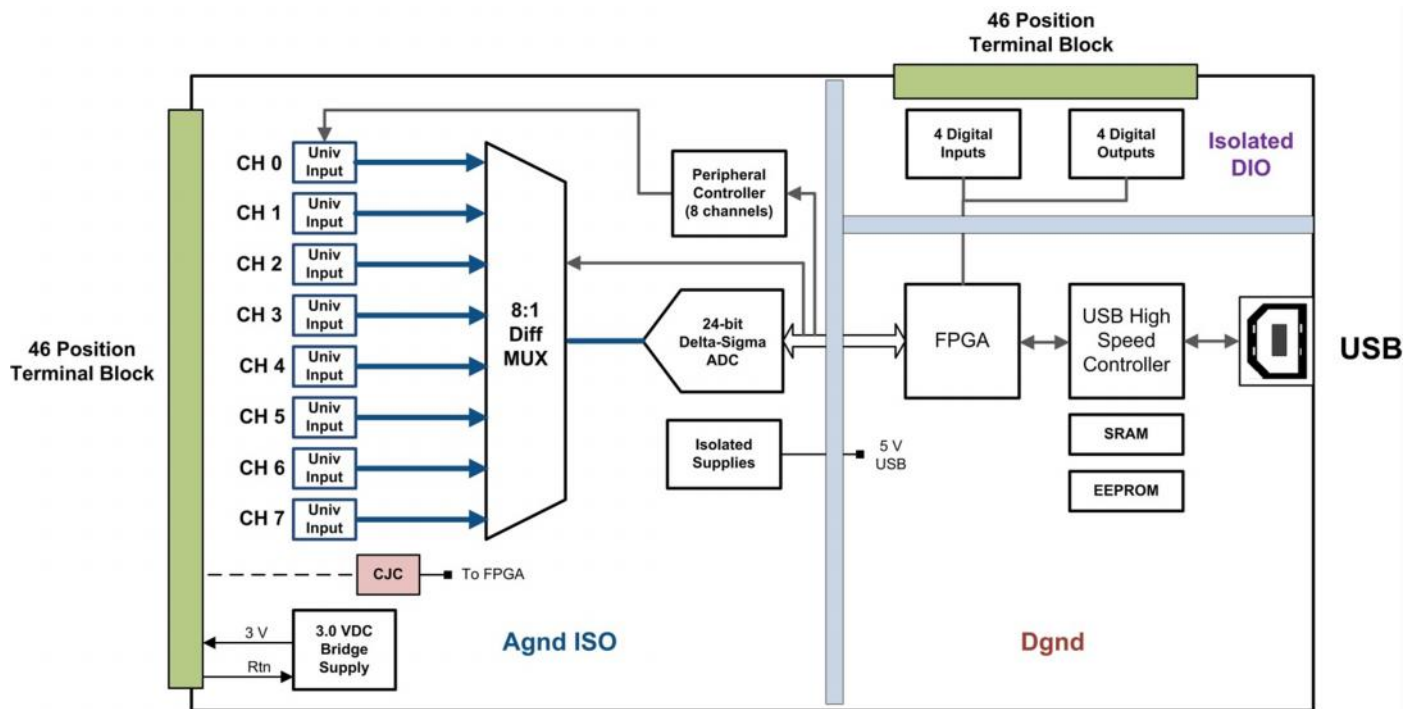 46 Position
Terminal Block
46 Position
Terminal Block
CH 0
Univ
Input
CH 1
Univ
Input
CH 2
Univ
Input
CH 3
Univ
Input
CH 4
Univ
Input
CH 5
Univ
Input
CH 6
Univ
Input
CH 7
Univ
Input
8:1
Diff
MUX
Peripheral
Controller
(8 channels)
24-bit
Delta-Sigma
ADC
Isolated
Supplies
5 V
USB
4 Digital
Inputs
4 Digital
Outputs
Isolated
DIO
FPGA
USB High
Speed
Controller
USB
SRAM
EEPROM
CJC
To FPGA
3 V
Rtn
3.0 VDC
Bridge
Supply
Agnd ISO
Dgnd